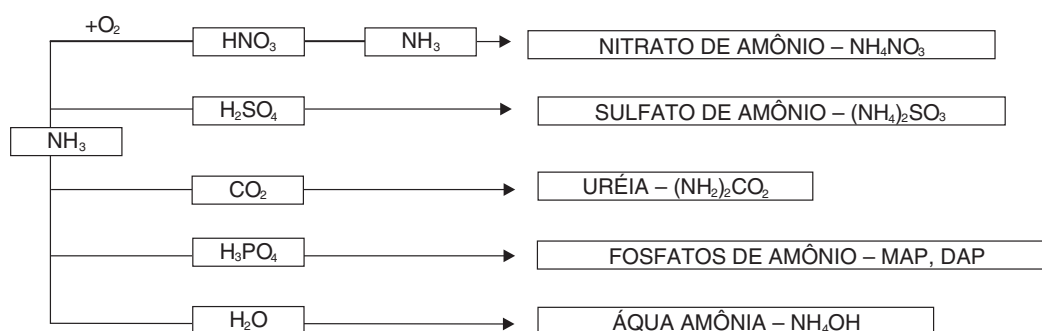 +O₂
HNO₃ NH₃ NITRATO DE AMÔNIO – NH₄NO₃
H₂SO₄ SULFATO DE AMÔNIO – (NH₄)₂SO₃
NH₃
CO₂ URÉIA – (NH₂)₂CO₂
H₃PO₄ FOSFATOS DE AMÔNIO – MAP, DAP
H₂O ÁQUA AMÔNIA – NH₄OH